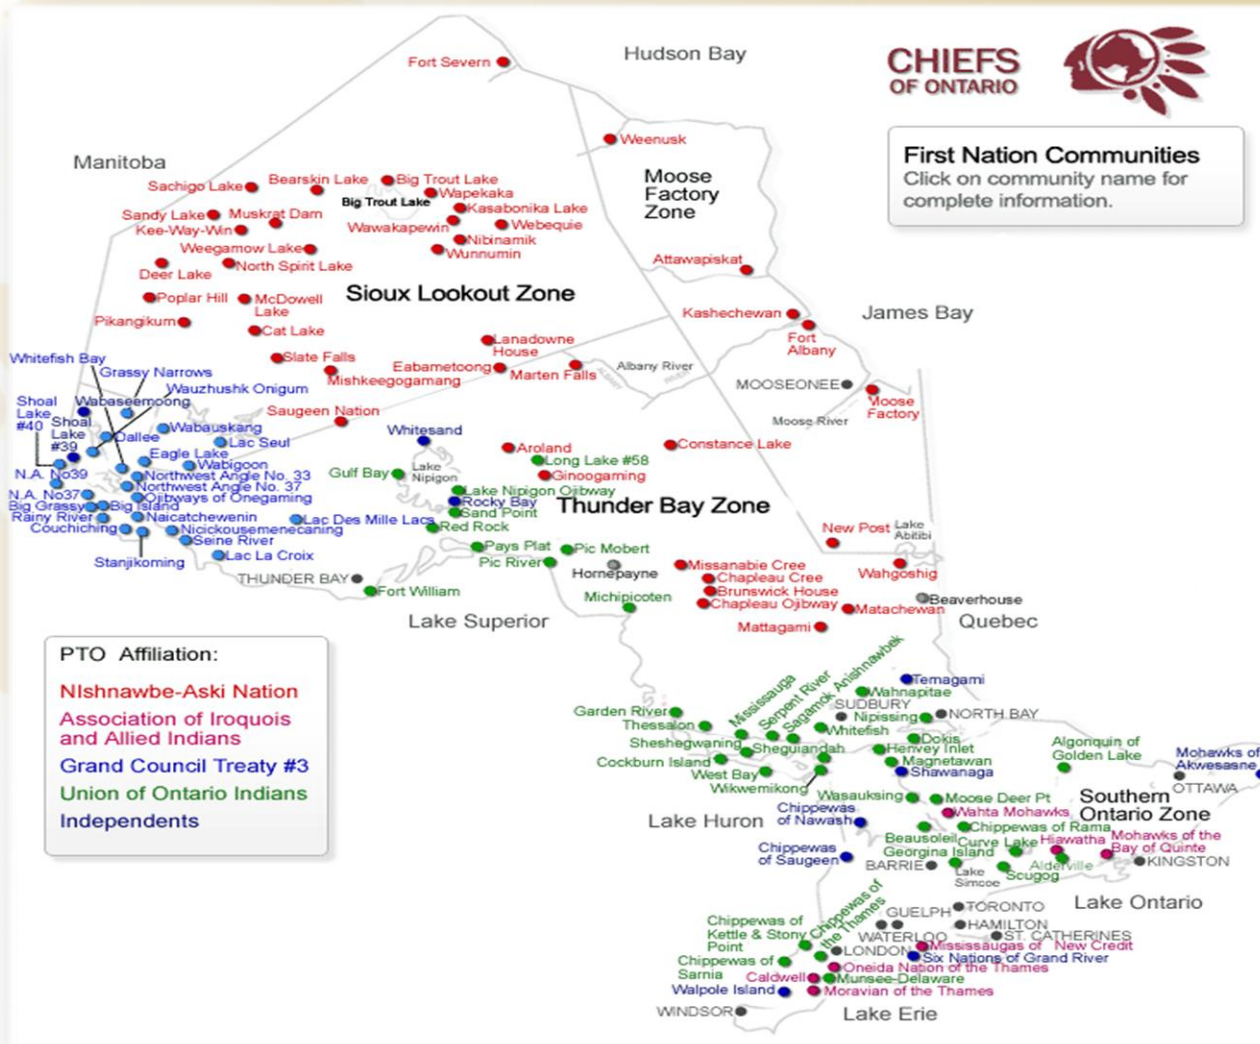 Hudson Bay
CHIEFS
OF ONTARIO
Fort Severn
First Nation Communities
Click on community name for
complete information.
Weenusk
Manitoba
Moose
Factory
Zone
Sachigo Lake
Bearskin Lake
Big Trout Lake
Wapekaka
Big Trout Lake
Kasabonika Lake
Sandy Lake
Muskrat Dam
Kee-Way-Win
Wawakapewin
Webequie
Nibinamik
Wunnumin
Weegamow Lake
North Spirit Lake
Deer Lake
Attawapiskat
Sioux Lookout Zone
Poplar Hill
McDowell
Lake
Pikangikum
Cat Lake
Kashechewan
James Bay
Fort
Albany
Lanadowne
House
Slate Falls
Eabametoong
Marten Falls
Mishkeegogamang
Albany River
ALBANY
RIVER
MOOSEONEE
Moose
Factory
Moose River
Whitefish Bay
Grassy Narrows
Wauzhushk Onigum
Shoal
Lake
#40
Wabaseemoong
Shoal
Lake
#39
Saugeen Nation
Dallee
Wabauskang
Lac Seul
Whitesand
Aroland
Constance Lake
Eagle Lake
Wabigoon
Long Lake #58
N.A. No39
Northwest Angle No. 33
Northwest Angle No. 37
Gulf Bay
Lake
Nipigon
Ginoogaming
N.A. No37
Ojibways of Onegaming
Lake Nipigon Ojibway
Big Grassy
Big Island
Rocky Bay
Thunder Bay Zone
Rainy River
Naicatchewenin
Lac Des Mille Lacs
Sand Point
Couchiching
Nicickousemenecaning
Red Rock
Seine River
New Post
Lake
Abitibi
Stanjikoming
Lac La Croix
Pays Plat
Pic Mobert
Pic River
THUNDER BAY
Hornepayne
Missanabie Cree
Wahgoshig
Chapleau Cree
Fort William
Brunswick House
Michipicoten
Chapleau Ojibway
Matachewan
Beaverhouse
Lake Superior
Mattagami
Quebec
PTO Affiliation:
NIshnawbe-Aski Nation
Association of Iroquois
and Allied Indians
Grand Council Treaty #3
Union of Ontario Indians
Independents
Temagami
Wahnapitae
Mississauga
Serpent River
Sagamok Anishnawbek
SUDBURY
Garden River
Nipissing
NORTH BAY
Thessalon
Whitefish
Sheshegwaning
Sheguiandah
Dokis
Henvey Inlet
Algonquin of
Golden Lake
Mohawks of
Akwesasne
Cockburn Island
Magnetawan
West Bay
Shawanaga
Wikwemikong
OTTAWA
Wasauksing
Moose Deer Pt
Southern
Ontario Zone
Chippewas
of Nawash
Wahta Mohawks
Lake Huron
Chippewas of Rama
Beausoleil
Curve Lake
Hiawatha
Mohawks of the
Bay of Quinte
Georgina Island
Chippewas
of Saugeen
BARRIE
Alderville
KINGSTON
Lake
Simcoe
Scugog
Lake Ontario
Chippewas of
the Thames
GUELPH
TORONTO
Chippewas of
Kettle & Stony
Point
HAMILTON
WATERLOO
ST. CATHERINES
LONDON
Mississaugas of New Credit
Six Nations of Grand River
Chippewas of
Sarnia
Oneida Nation of the Thames
Caldwell
Munsee-Delaware
Walpole Island
Moravian of the Thames
WINDSOR
Lake Erie